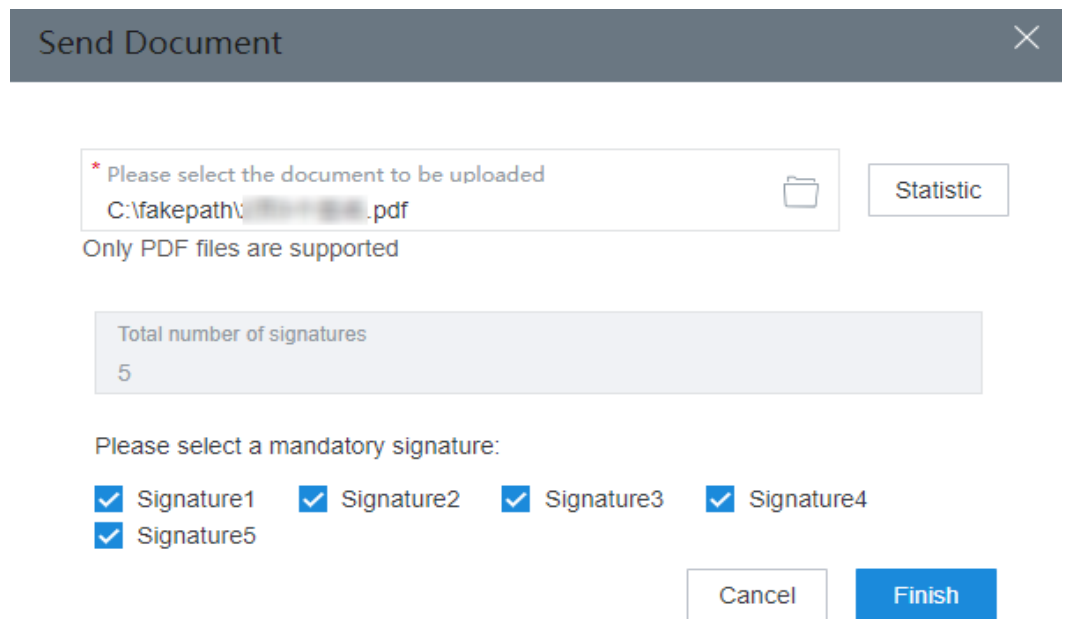 Send Document
* Please select the document to be uploaded
C:\fakepath\ .pdf
Statistic
Only PDF files are supported
Total number of signatures
5
Please select a mandatory signature:
Signature1 Signature2 Signature3 Signature4
Signature5
Cancel Finish